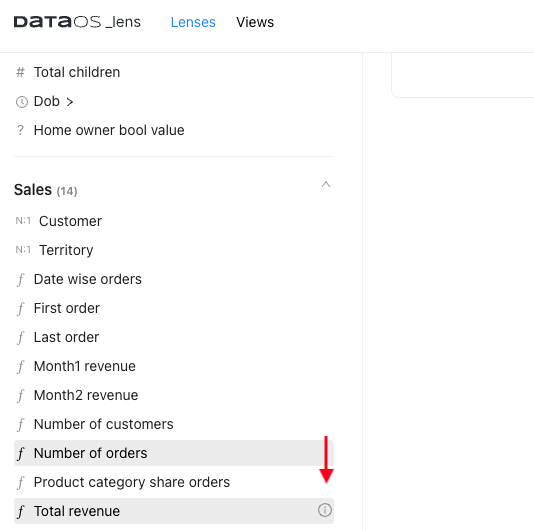 DATAOS_lens Lenses Views
# Total children
Dob >
? Home owner bool value
Sales (14)
N:1 Customer
N:1 Territory
f Date wise orders
f First order
f Last order
f Month1 revenue
f Month2 revenue
f Number of customers
f Number of orders
f Product category share orders
f Total revenue